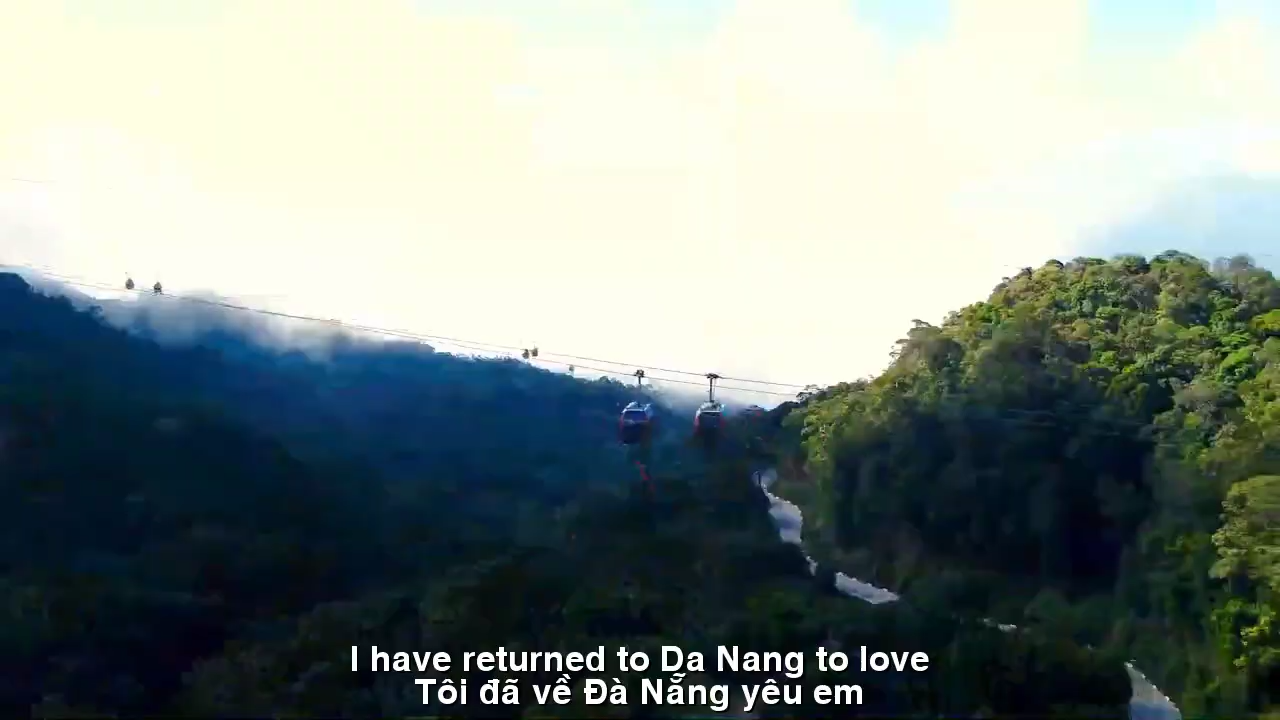 I have returned to Da Nang to love
Tôi đã về Đà Nẵng yêu em